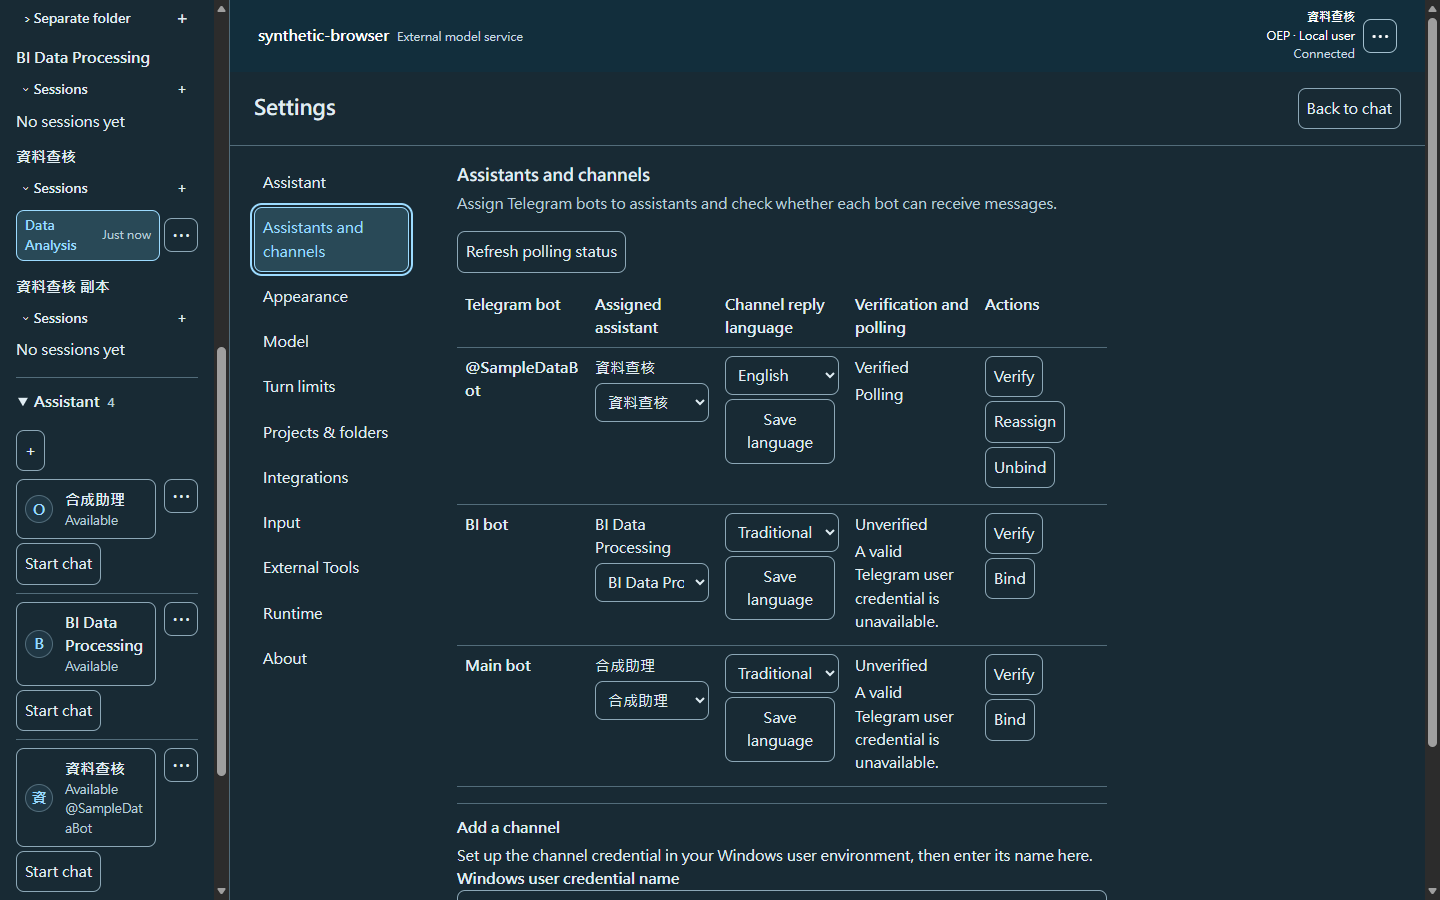 Separate folder +
BI Data Processing
Sessions +
No sessions yet
資料查核
Sessions +
Data
Analysis
Just now
...
資料查核 副本
Sessions +
No sessions yet
Assistant 4
+
O
合成助理
Available
...
Start chat
B
BI Data
Processing
Available
...
Start chat
資
資料查核
Available
@SampleDat
aBot
...
Start chat
synthetic-browser External model service
資料查核
OEP · Local user
Connected
...
Settings
Back to chat
Assistant
Assistants and
channels
Appearance
Model
Turn limits
Projects & folders
Integrations
Input
External Tools
Runtime
About
Assistants and channels
Assign Telegram bots to assistants and check whether each bot can receive messages.
Refresh polling status
Telegram bot
Assigned
assistant
Channel reply
language
Verification and
polling
Actions
@SampleDataB
ot
資料查核
資料查核
English
Save
language
Verified
Polling
Verify
Reassign
Unbind
BI bot
BI Data
Processing
BI Data Prc
Traditional
Save
language
Unverified
A valid
Telegram user
credential is
unavailable.
Verify
Bind
Main bot
合成助理
合成助理
Traditional
Save
language
Unverified
A valid
Telegram user
credential is
unavailable.
Verify
Bind
Add a channel
Set up the channel credential in your Windows user environment, then enter its name here.
Windows user credential name